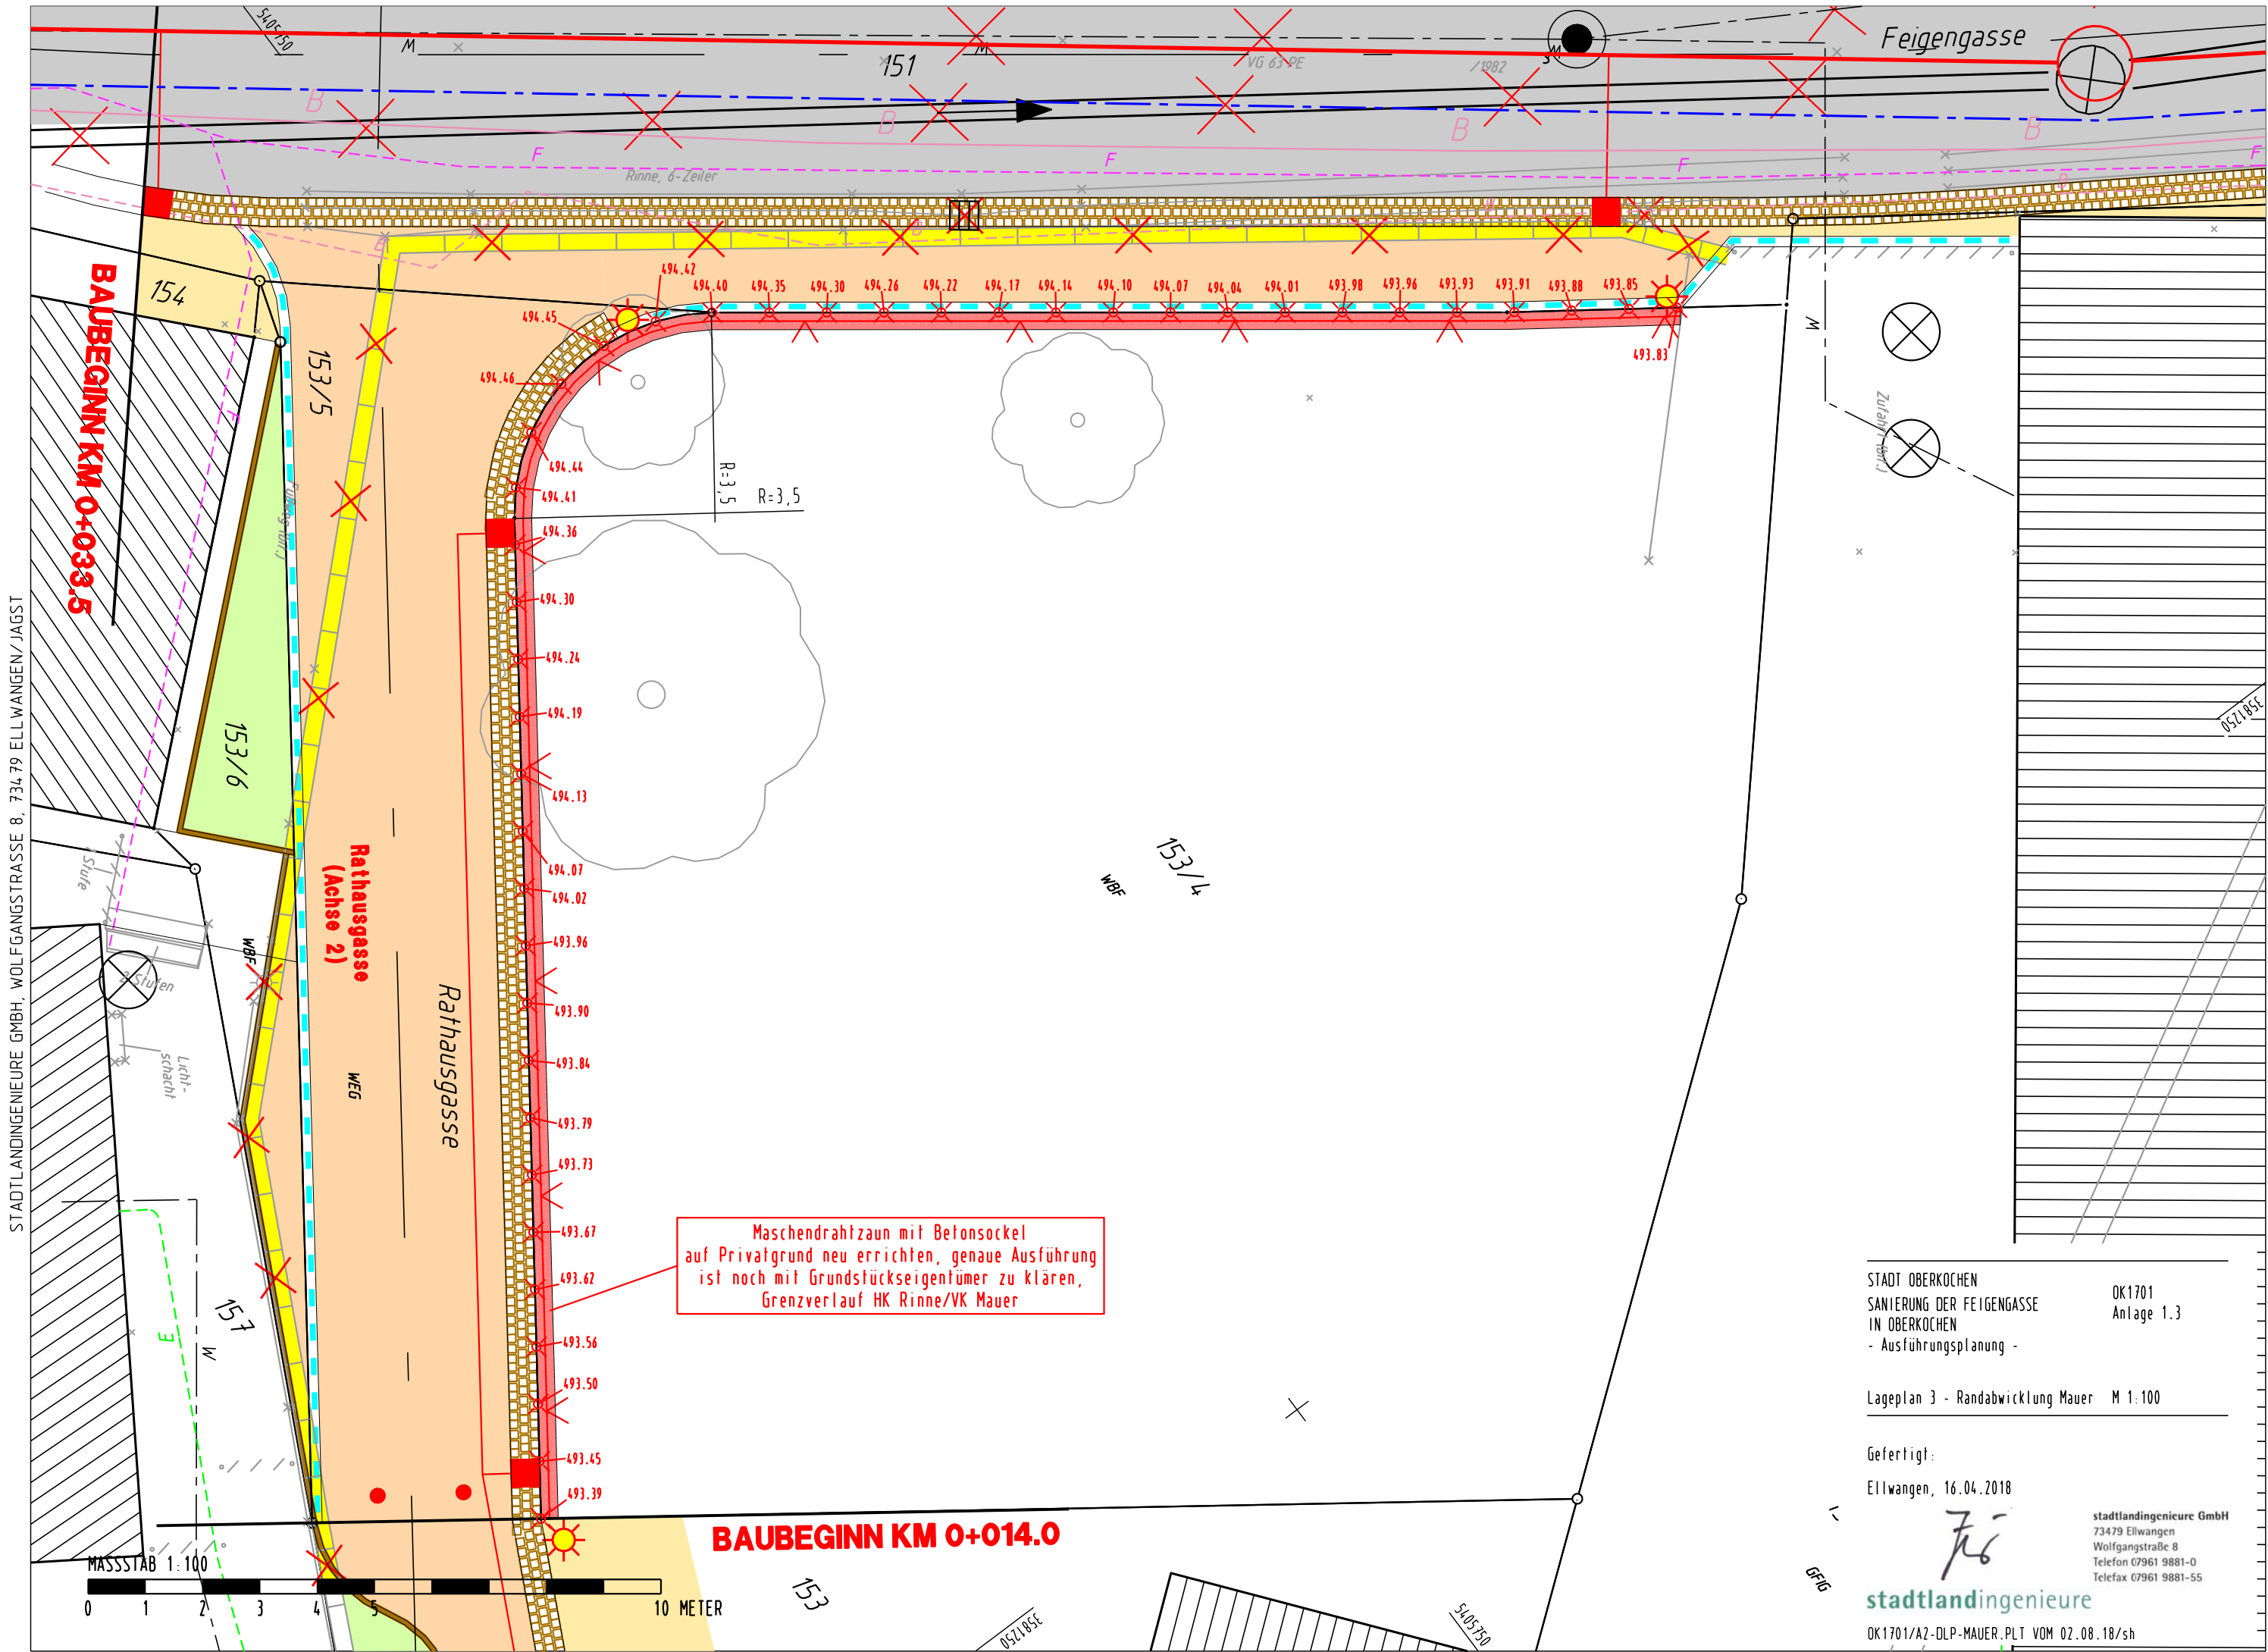 5405750
M
151
M
VG 63 PE
/1982
M
Feigengasse
B
B
B
B
F
F
F
F
Rinne, 6-Zeiler
B
B
B
B
154
BAUBEGINN KM 0+033.5
153/5
F
494.42
494.40
494.35
494.30
494.26
494.22
494.17
494.14
494.10
494.07
494.04
494.01
493.98
493.96
493.93
493.91
493.88
493.85
493.83
494.45
494.46
494.44
494.41
494.36
494.30
494.24
494.19
494.13
494.07
494.02
493.96
493.90
493.84
493.79
493.73
493.67
493.62
493.56
493.50
493.45
493.39
R=3,5
R=3,5
M
153/6
Rathausgasse
(Achse 2)
Rathausgasse
WBF
WEG
1 Stufe
2 Stufen
Licht-
schacht
153/4
WBF
3581250
157
E
W
Maschendrahtzaun mit Betonsockel
auf Privatgrund neu errichten, genaue Ausführung
ist noch mit Grundstückseigentümer zu klären,
Grenzverlauf HK Rinne/VK Mauer
BAUBEGINN KM 0+014.0
153
3581250
5405750
GFIG
MASSSTAB 1:100
0 1 2 3 4 5 10 METER
STADTLANDINGENIEURE GMBH, WOLFGANGSTRASSE 8, 73479 ELLWANGEN/JAGST
STADT OBERKOCHEN OK1701
SANIERUNG DER FEIGENGASSE Anlage 1.3
IN OBERKOCHEN
- Ausführungsplanung -
Lageplan 3 - Randabwicklung Mauer M 1:100
Gefertigt:
Ellwangen, 16.04.2018
stadtlandingenieure GmbH
73479 Ellwangen
Wolfgangstraße 8
Telefon 07961 9881-0
Telefax 07961 9881-55
stadtlandingenieure
OK1701/A2-DLP-MAUER.PLT VOM 02.08.18/sh